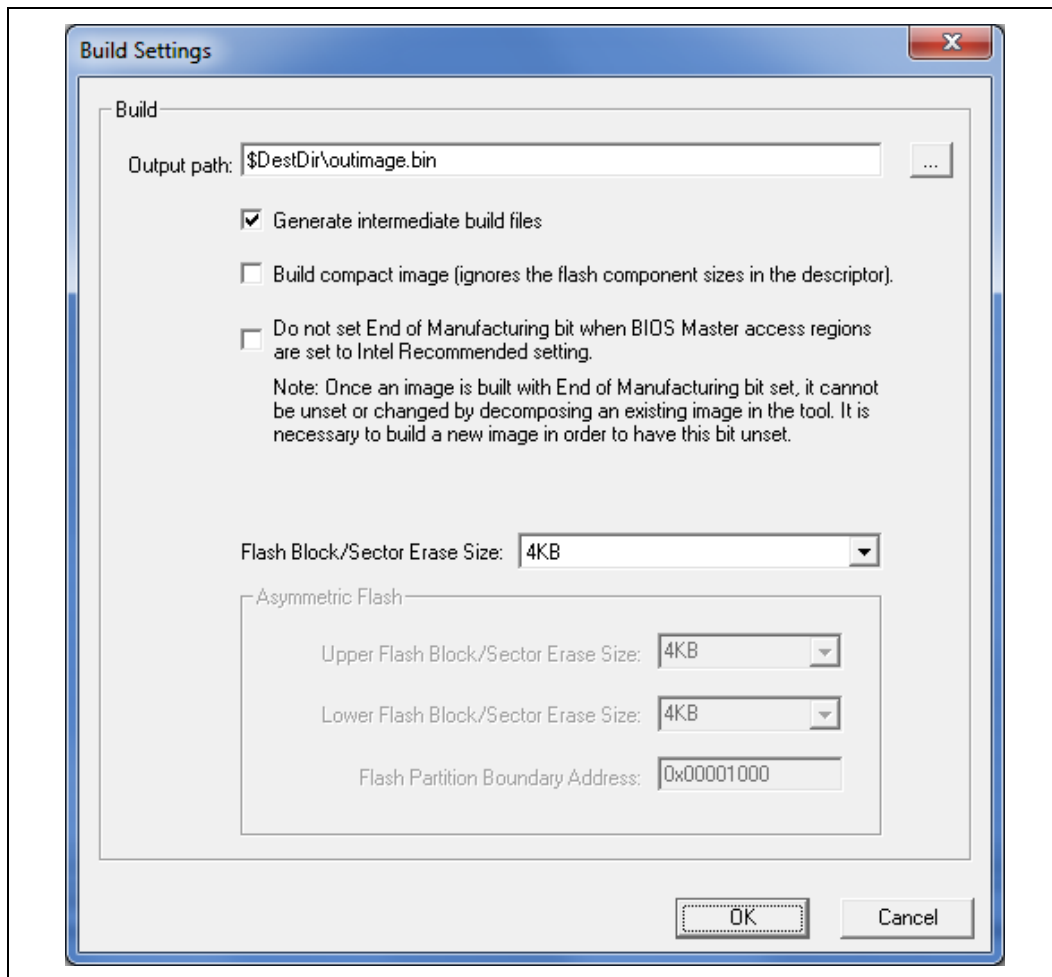 Build Settings
Build
Output path: $DestDir\outimage.bin ...
Generate intermediate build files
Build compact image (ignores the flash component sizes in the descriptor).
Do not set End of Manufacturing bit when BIOS Master access regions
are set to Intel Recommended setting.
Note: Once an image is built with End of Manufacturing bit set, it cannot
be unset or changed by decomposing an existing image in the tool. It is
necessary to build a new image in order to have this bit unset.
Flash Block/Sector Erase Size: 4KB
Asymmetric Flash
Upper Flash Block/Sector Erase Size: 4KB
Lower Flash Block/Sector Erase Size: 4KB
Flash Partition Boundary Address: 0x00001000
OK Cancel